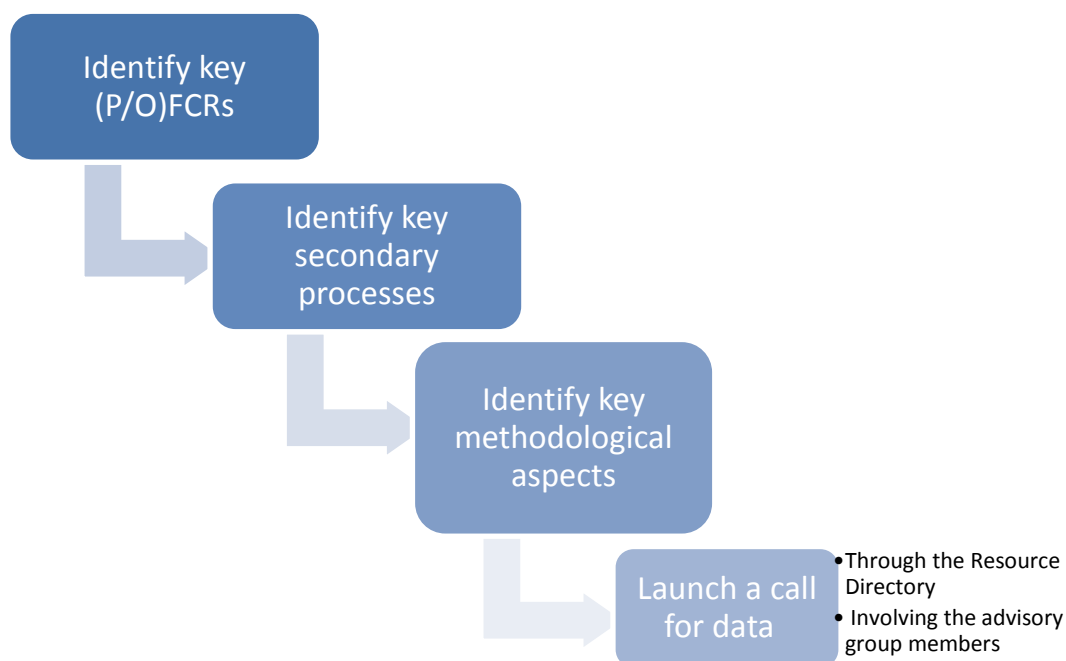 Identify key
(P/O)FCRs
Identify key
secondary
processes
Identify key
methodological
aspects
Launch a call
for data
•Through the Resource
Directory
• Involving the advisory
group members